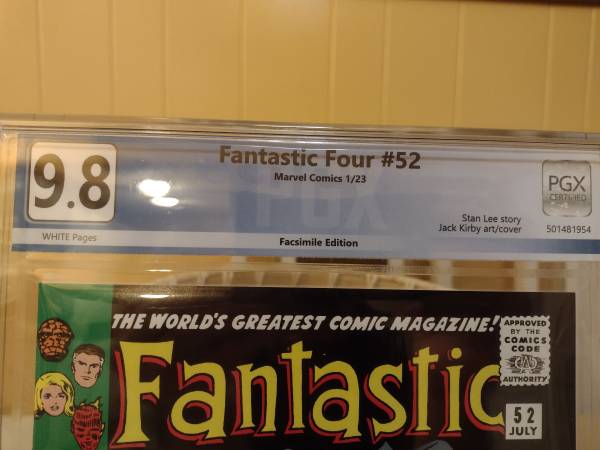 9.8
WHITE Pages
Fantastic Four #52
Marvel Comics 1/23
Facsimile Edition
Stan Lee story
Jack Kirby art/cover
PGX
CERTIFIED
501481954
THE WORLD'S GREATEST COMIC MAGAZINE!
APPROVED
BY THE
COMICS
CODE
AUTHORITY
Fantastic
52
JULY